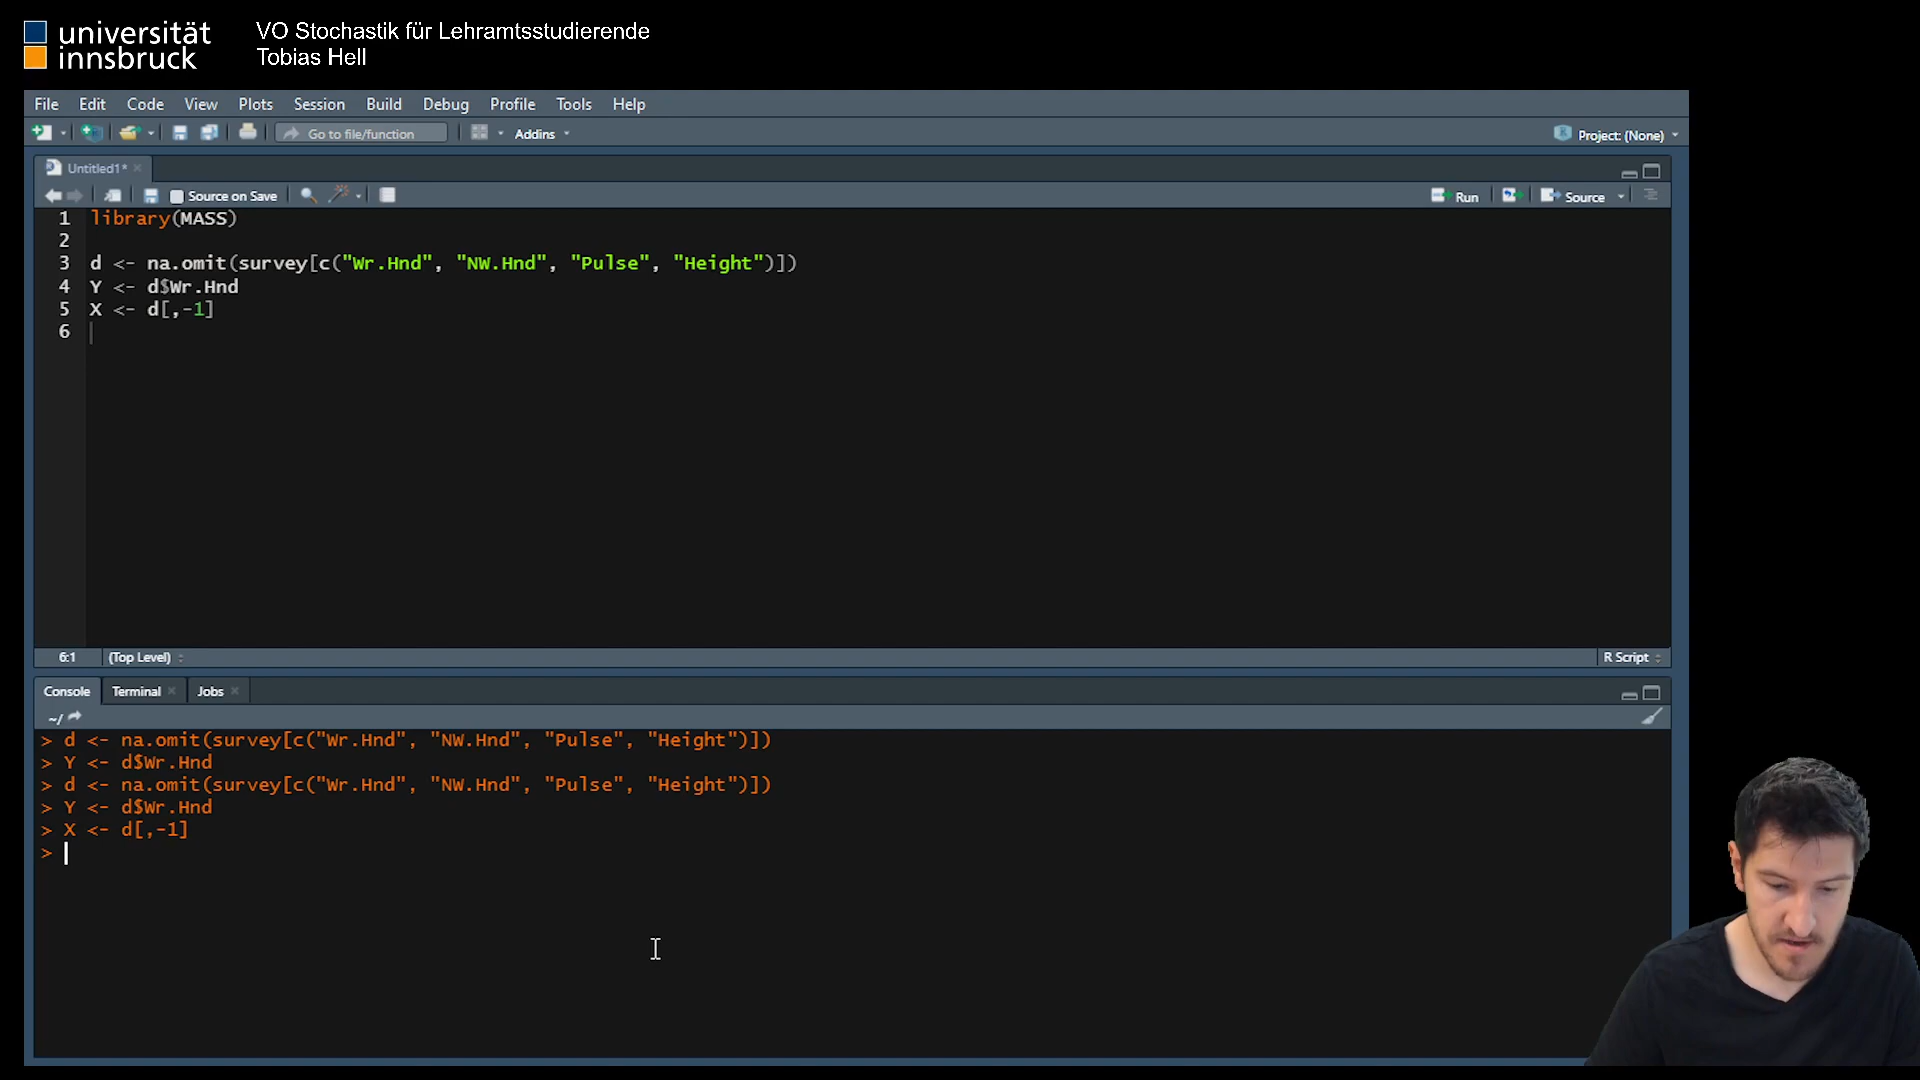 universität
innsbruck
VO Stochastik für Lehramtsstudierende
Tobias Hell
File Edit Code View Plots Session Build Debug Profile Tools Help
Go to file/function Addins Project: (None)
Untitled1*
Source on Save Run Source
1 library(MASS)
2
3 d <- na.omit(survey[c("Wr.Hnd", "NW.Hnd", "Pulse", "Height")])
4 Y <- d$Wr.Hnd
5 X <- d[,-1]
6
6:1 (Top Level) R Script
Console Terminal Jobs
~/
> d <- na.omit(survey[c("Wr.Hnd", "NW.Hnd", "Pulse", "Height")])
> Y <- d$Wr.Hnd
> d <- na.omit(survey[c("Wr.Hnd", "NW.Hnd", "Pulse", "Height")])
> Y <- d$Wr.Hnd
> X <- d[,-1]
>